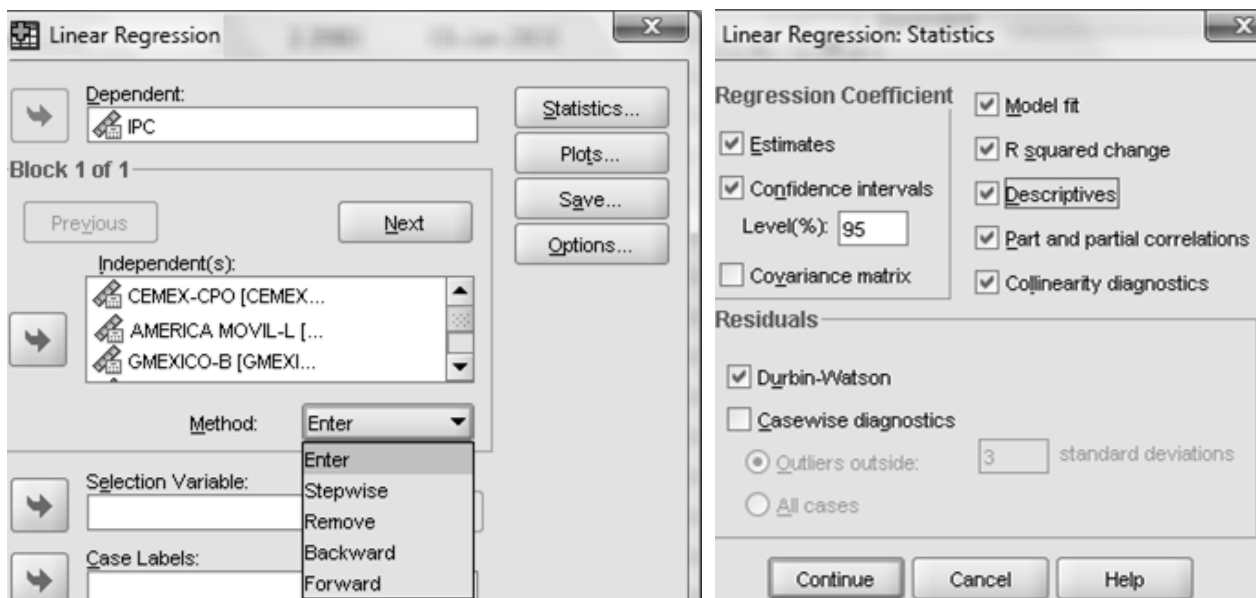 Linear Regression
Dependent:
IPC
Statistics...
Plots...
Save...
Options...
Block 1 of 1
Previous
Next
Independent(s):
CEMEX-CPO [CEMEX...
AMERICA MOVIL-L [...
GMEXICO-B [GMEXI...
Method:
Enter
Enter
Stepwise
Remove
Backward
Forward
Selection Variable:
Case Labels:
Linear Regression: Statistics
Regression Coefficient
Estimates
Confidence intervals
Level(%): 95
Covariance matrix
Model fit
R squared change
Descriptives
Part and partial correlations
Collinearity diagnostics
Residuals
Durbin-Watson
Casewise diagnostics
Outliers outside: 3 standard deviations
All cases
Continue
Cancel
Help